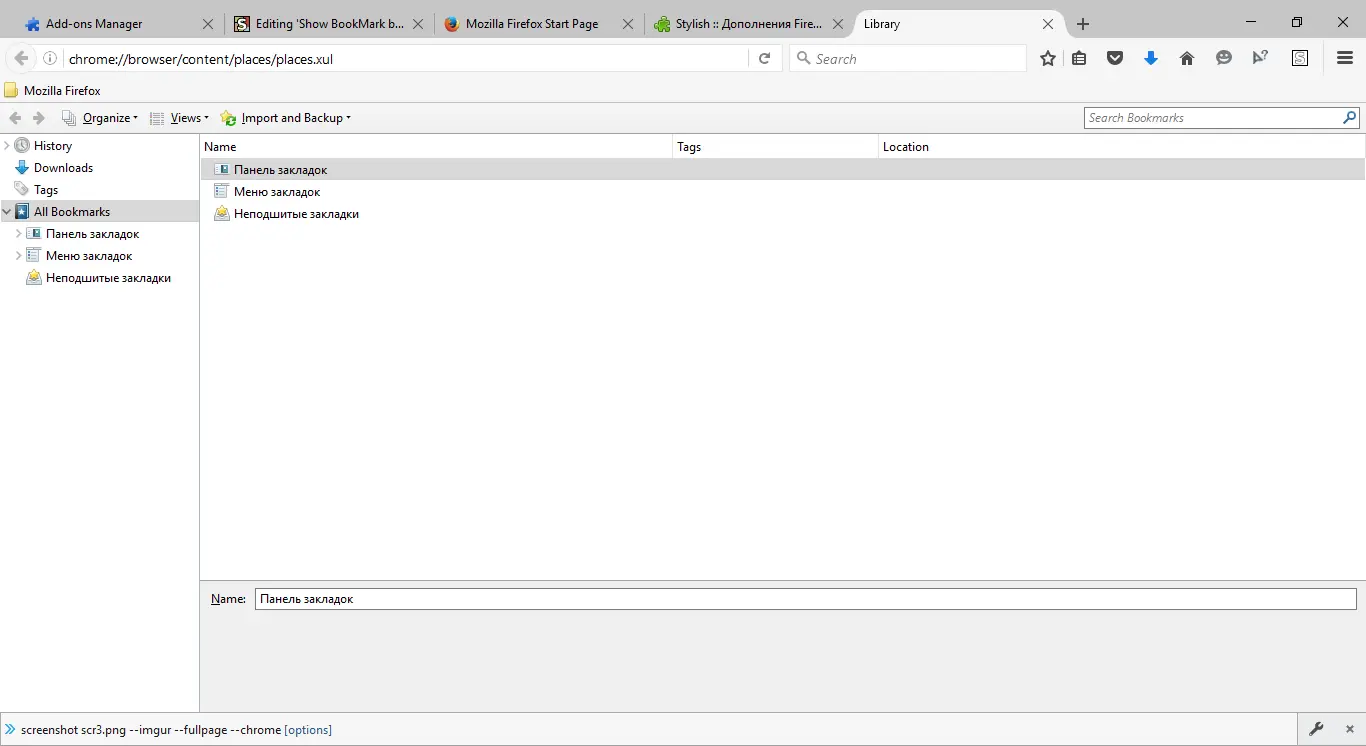 Add-ons Manager
Editing 'Show BookMark b...
Mozilla Firefox Start Page
Stylish :: Дополнения Fire...
Library
chrome://browser/content/places/places.xul
Search
Mozilla Firefox
Organize
Views
Import and Backup
Search Bookmarks
History
Downloads
Tags
All Bookmarks
Панель закладок
Меню закладок
Неподшитые закладки
Name Tags Location
Панель закладок
Меню закладок
Неподшитые закладки
Name: Панель закладок
screenshot scr3.png --imgur --fullpage --chrome [options]